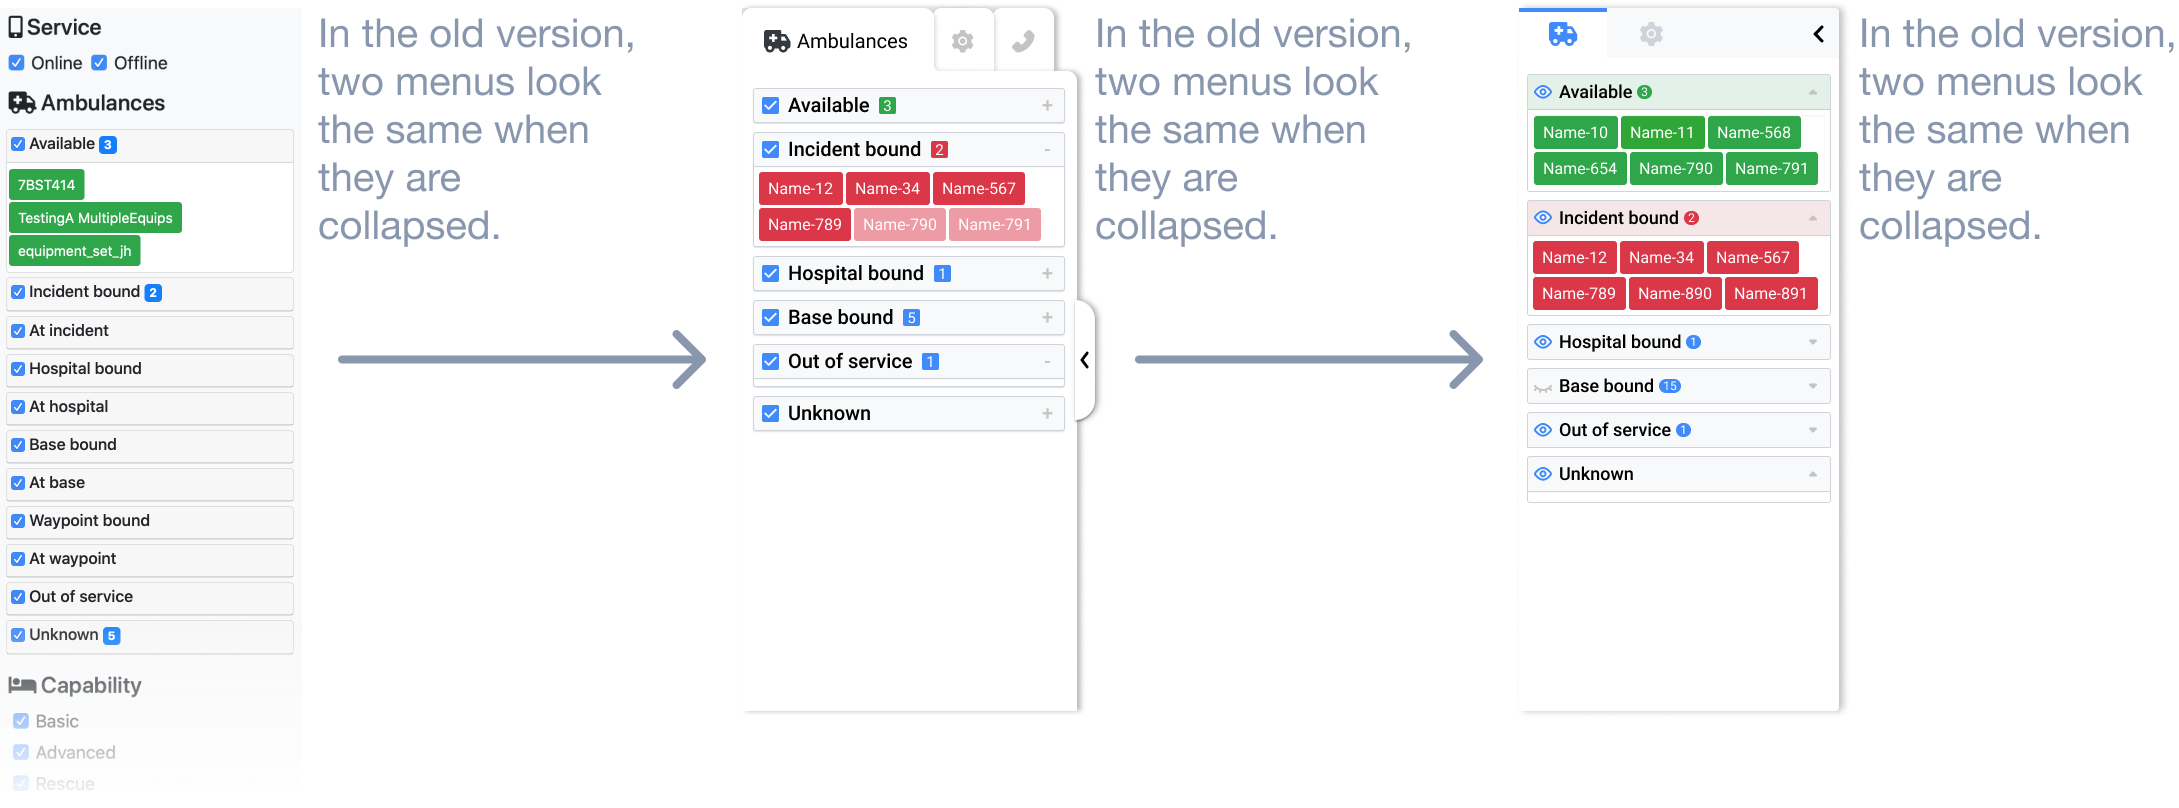 Service
Online Offline
Ambulances
Available 3
7BST414
TestingA MultipleEquips
equipment_set_jh
Incident bound 2
At incident
Hospital bound
At hospital
Base bound
At base
Waypoint bound
At waypoint
Out of service
Unknown 5
Capability
Basic
Advanced
Rescue
In the old version,
two menus look
the same when
they are
collapsed.
Ambulances
Available 3 +
Incident bound 2 -
Name-12 Name-34 Name-567
Name-789 Name-790 Name-791
Hospital bound 1 +
Base bound 5 +
Out of service 1 -
Unknown +
In the old version,
two menus look
the same when
they are
collapsed.
Available 3
Name-10 Name-11 Name-568
Name-654 Name-790 Name-791
Incident bound 2
Name-12 Name-34 Name-567
Name-789 Name-890 Name-891
Hospital bound 1
Base bound 15
Out of service 1
Unknown
In the old version,
two menus look
the same when
they are
collapsed.